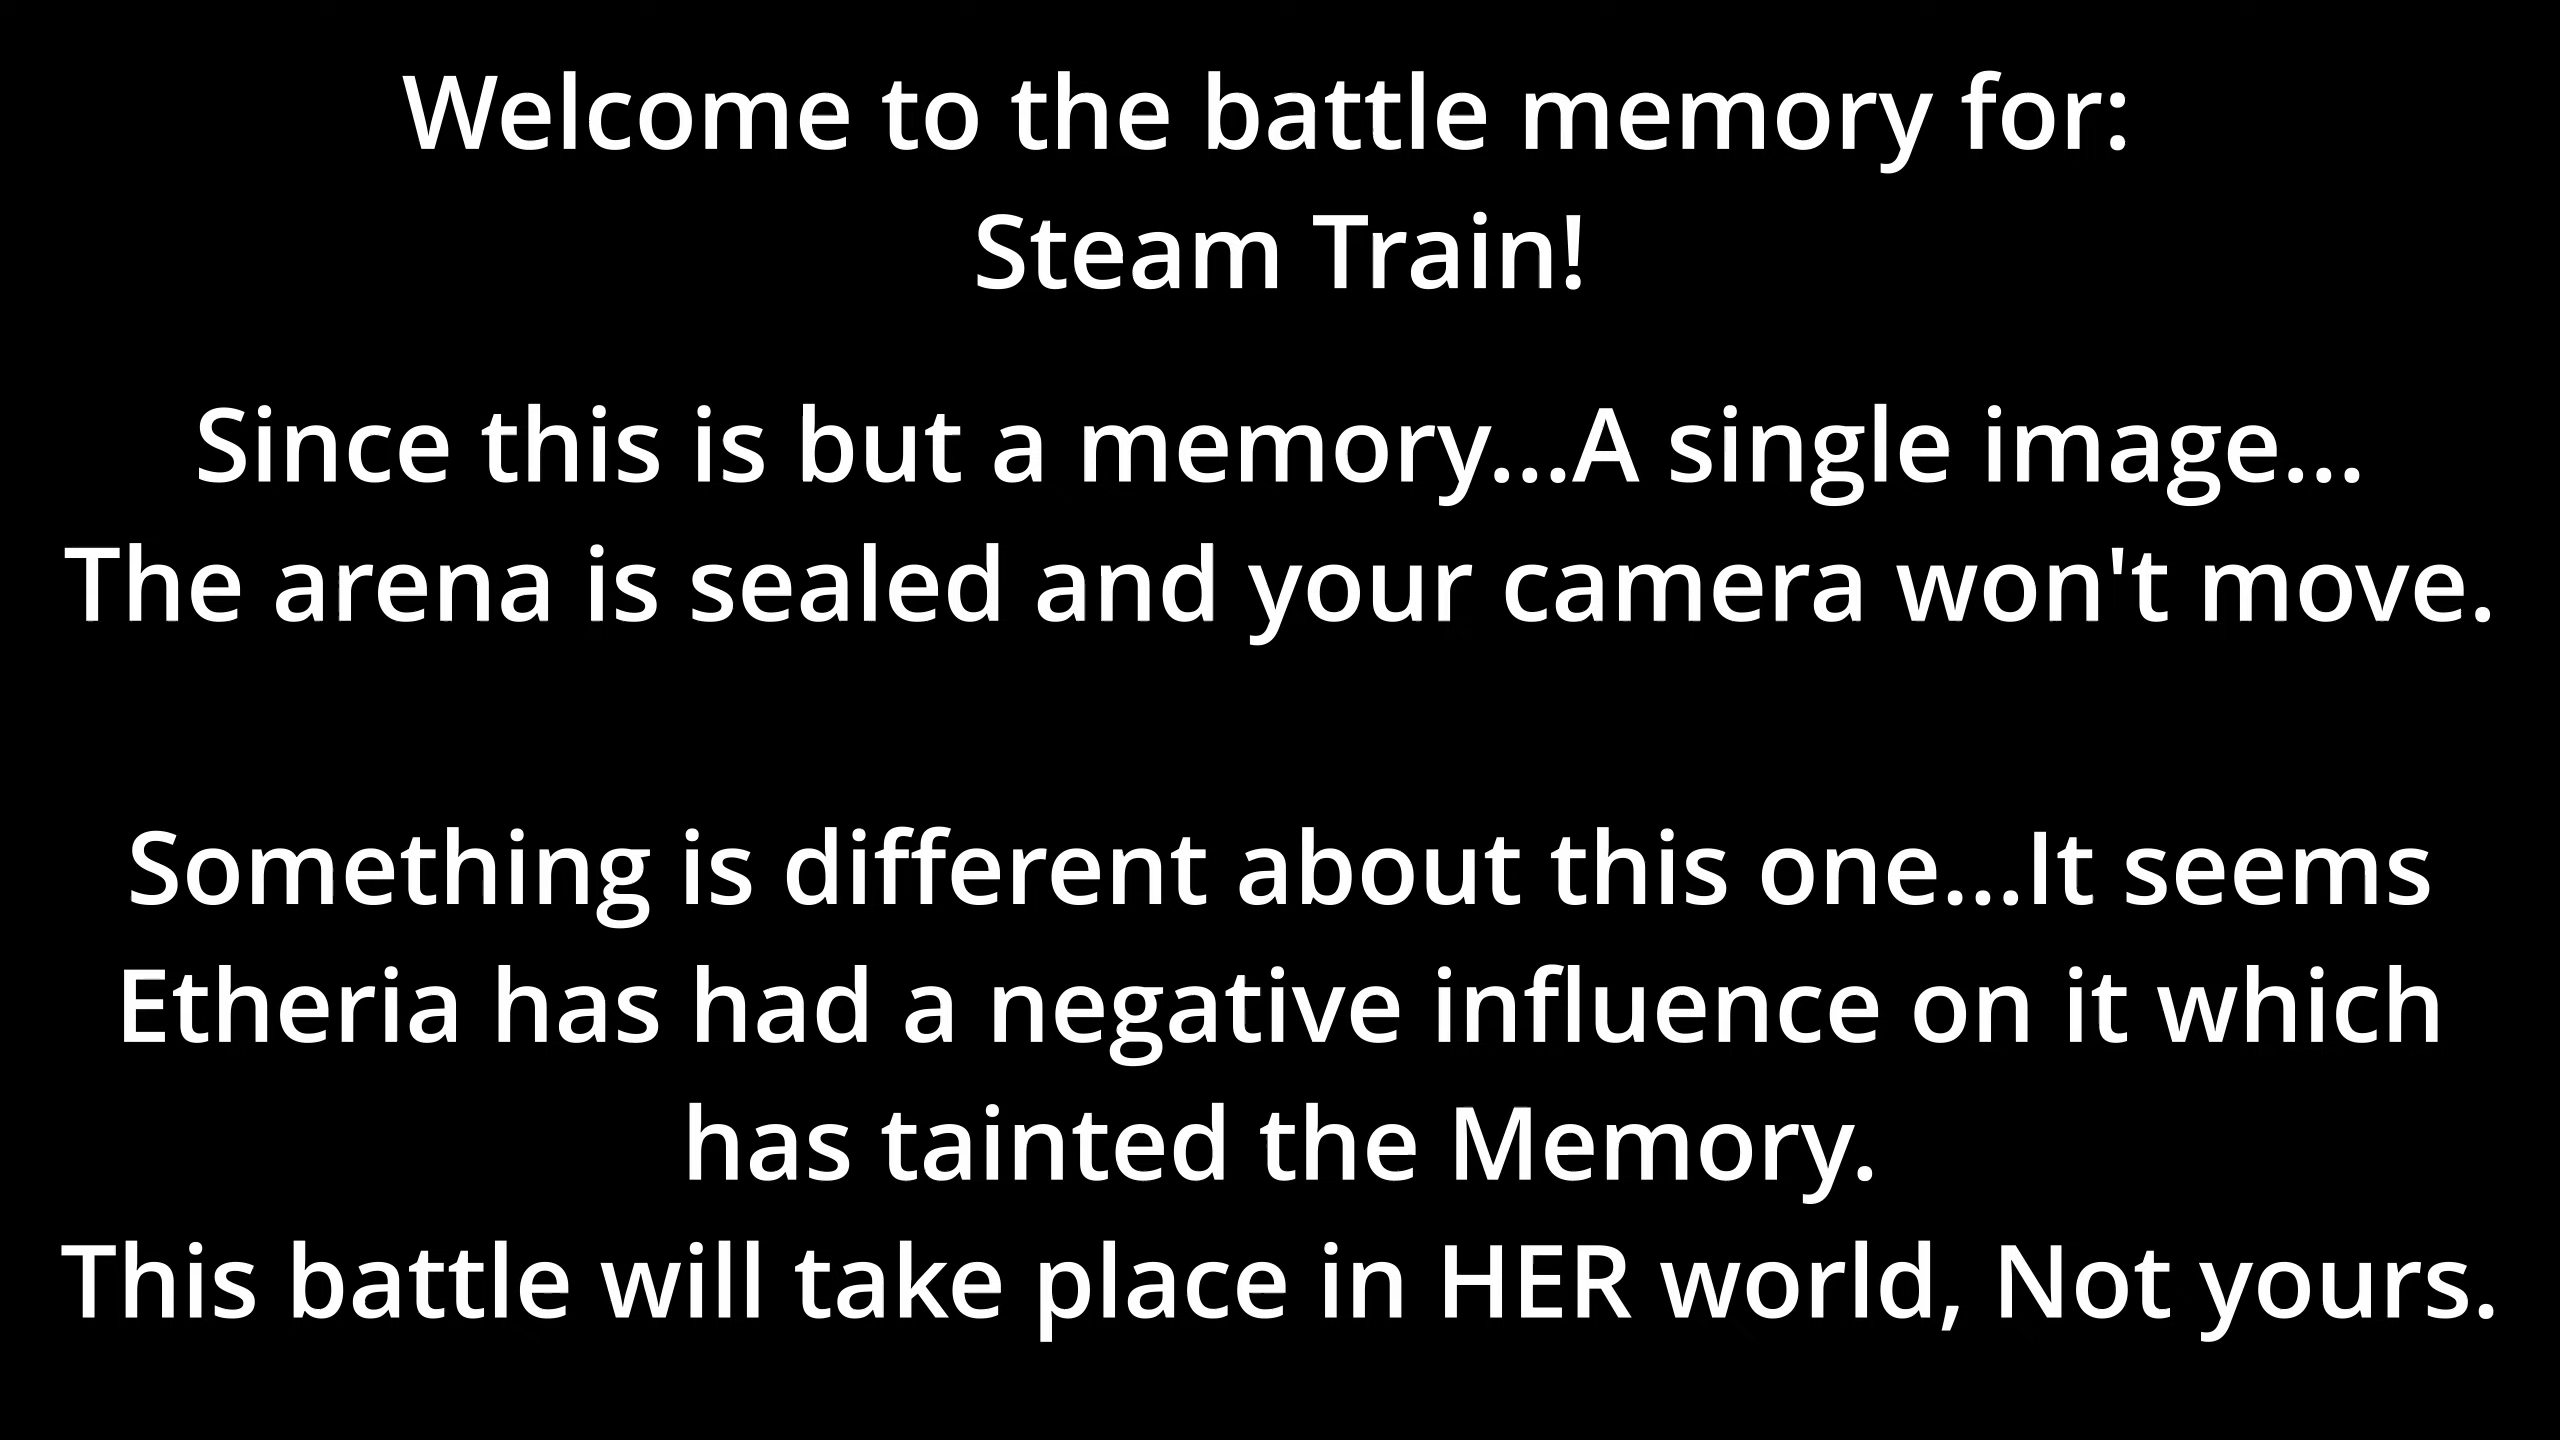 Welcome to the battle memory for:
Steam Train!
Since this is but a memory...A single image...
The arena is sealed and your camera won't move.
Something is different about this one...It seems
Etheria has had a negative influence on it which
has tainted the Memory.
This battle will take place in HER world, Not yours.